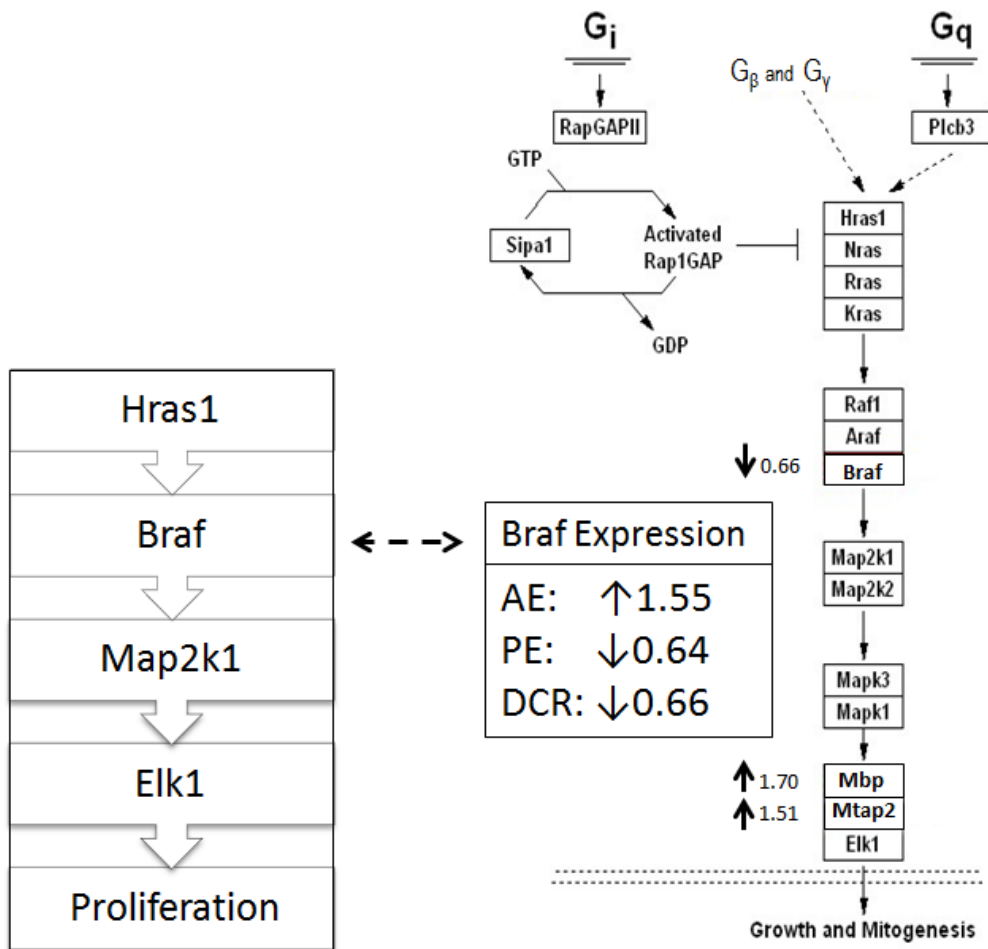 Gi
Gq
Gβ and Gγ
RapGAPII
Plcb3
GTP
Sipa1
Activated
Rap1GAP
GDP
Hras1
Nras
Rras
Kras
Raf1
Araf
↓ 0.66
Braf
Map2k1
Map2k2
Mapk3
Mapk1
↑ 1.70
Mbp
↑ 1.51
Mtap2
Elk1
Growth and Mitogenesis
Hras1
Braf
Map2k1
Elk1
Proliferation
Braf Expression
AE: ↑1.55
PE: ↓0.64
DCR: ↓0.66